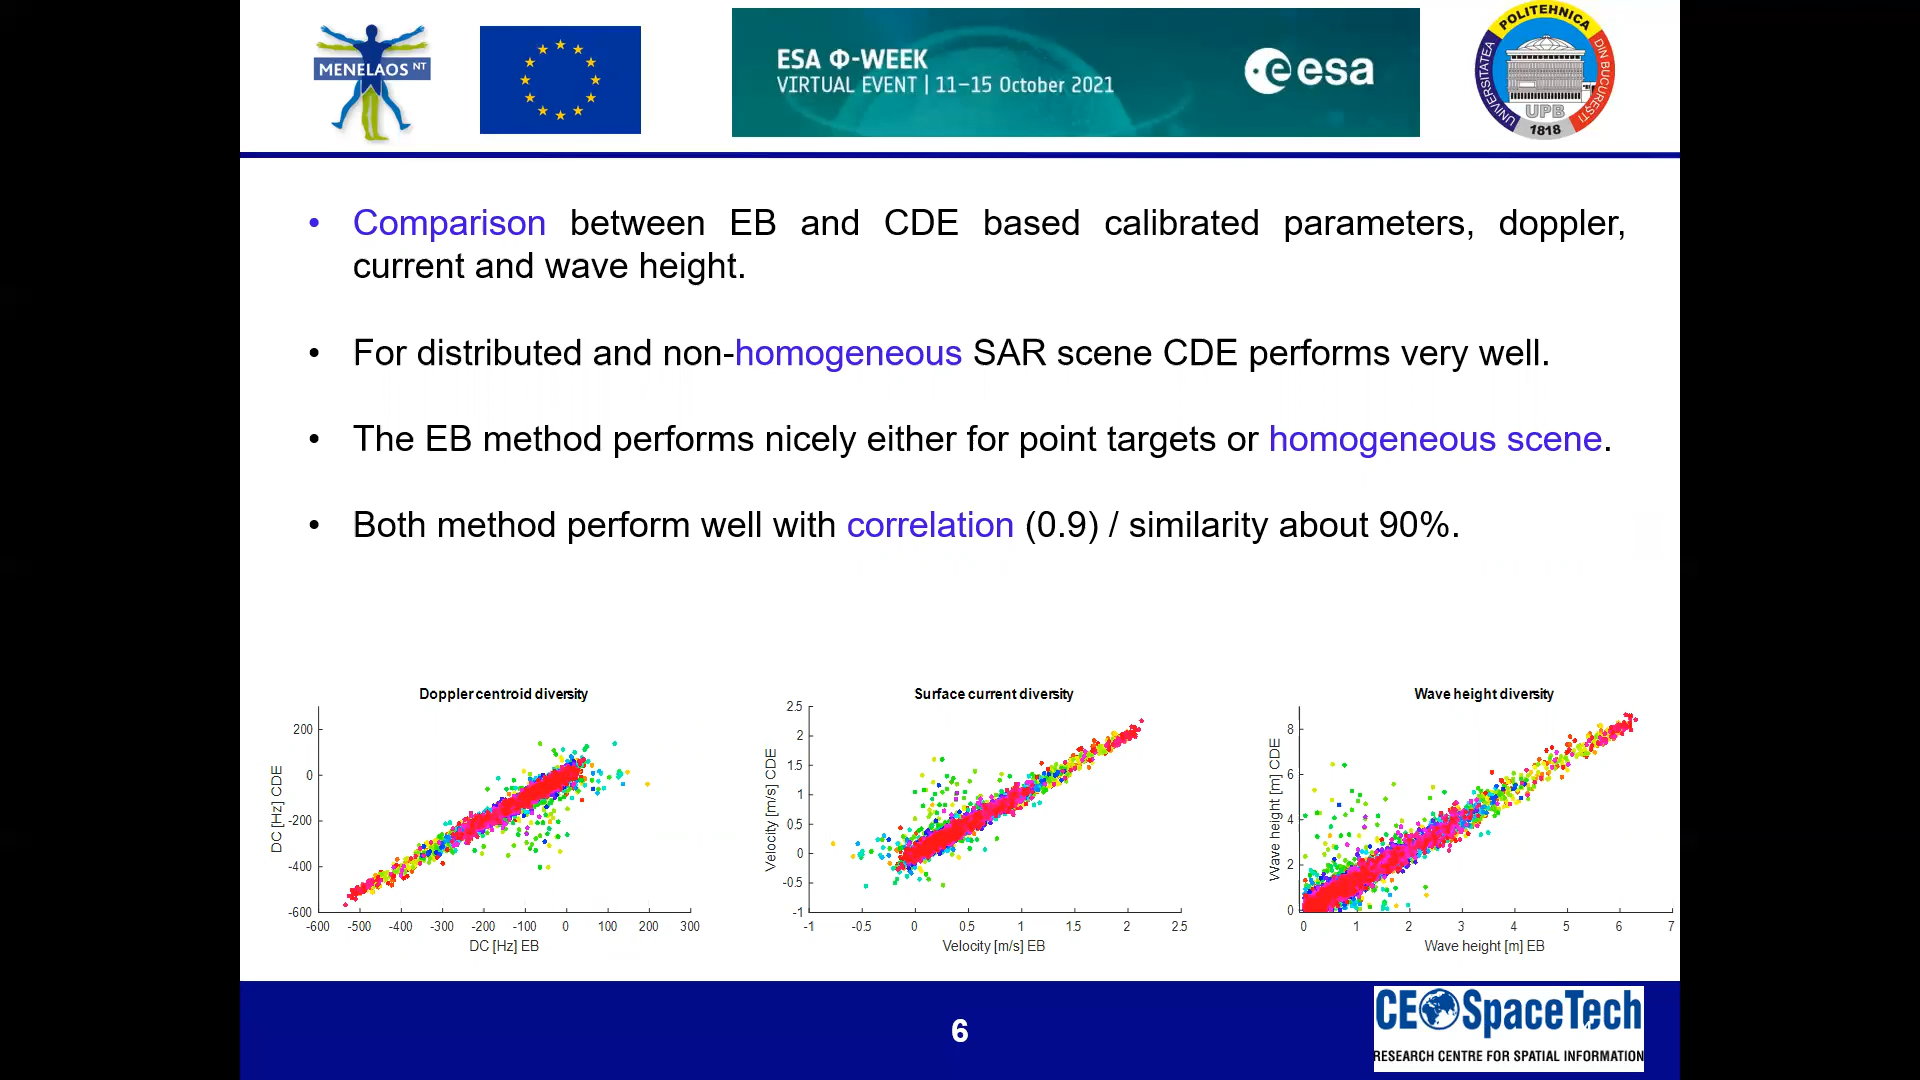 MENELAOS NT
ESA Φ-WEEK
VIRTUAL EVENT | 11–15 October 2021
esa
UNIVERSITATEA POLITEHNICA DIN BUCUREȘTI
UPB
1818
• Comparison between EB and CDE based calibrated parameters, doppler,
current and wave height.
• For distributed and non-homogeneous SAR scene CDE performs very well.
• The EB method performs nicely either for point targets or homogeneous scene.
• Both method perform well with correlation (0.9) / similarity about 90%.
Doppler centroid diversity
DC [Hz] CDE
200
0
-200
-400
-600
-600 -500 -400 -300 -200 -100 0 100 200 300
DC [Hz] EB
Surface current diversity
Velocity [m/s] CDE
2.5
2
1.5
1
0.5
0
-0.5
-1
-1 -0.5 0 0.5 1 1.5 2 2.5
Velocity [m/s] EB
Wave height diversity
Wave height [m] CDE
8
6
4
2
0
0 1 2 3 4 5 6 7
Wave height [m] EB
6
CEOSpaceTech
RESEARCH CENTRE FOR SPATIAL INFORMATION